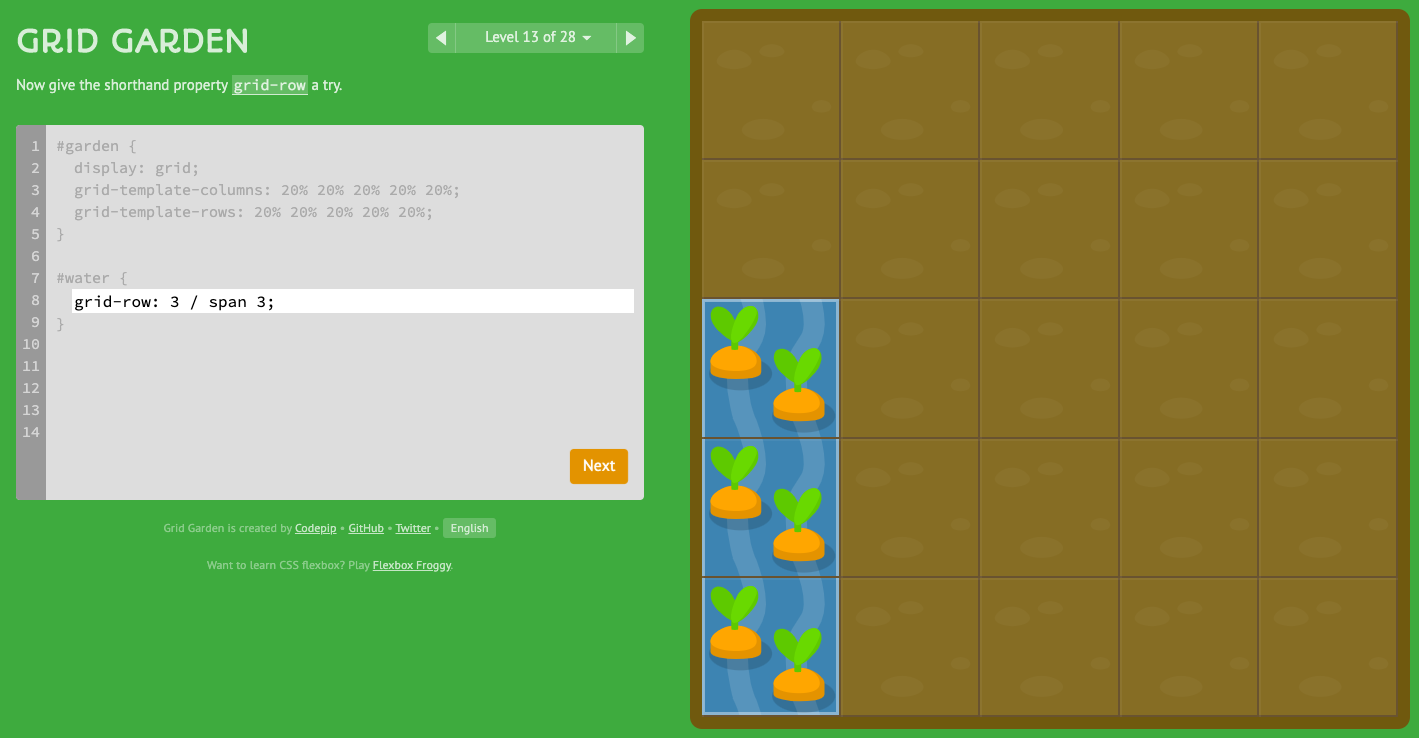 GRID GARDEN
Level 13 of 28
Now give the shorthand property grid-row a try.
1 #garden {
2 display: grid;
3 grid-template-columns: 20% 20% 20% 20% 20%;
4 grid-template-rows: 20% 20% 20% 20% 20%;
5 }
6
7 #water {
8 grid-row: 3 / span 3;
9 }
10
11
12
13
14
Next
Grid Garden is created by Codepip • GitHub • Twitter • English
Want to learn CSS flexbox? Play Flexbox Froggy.